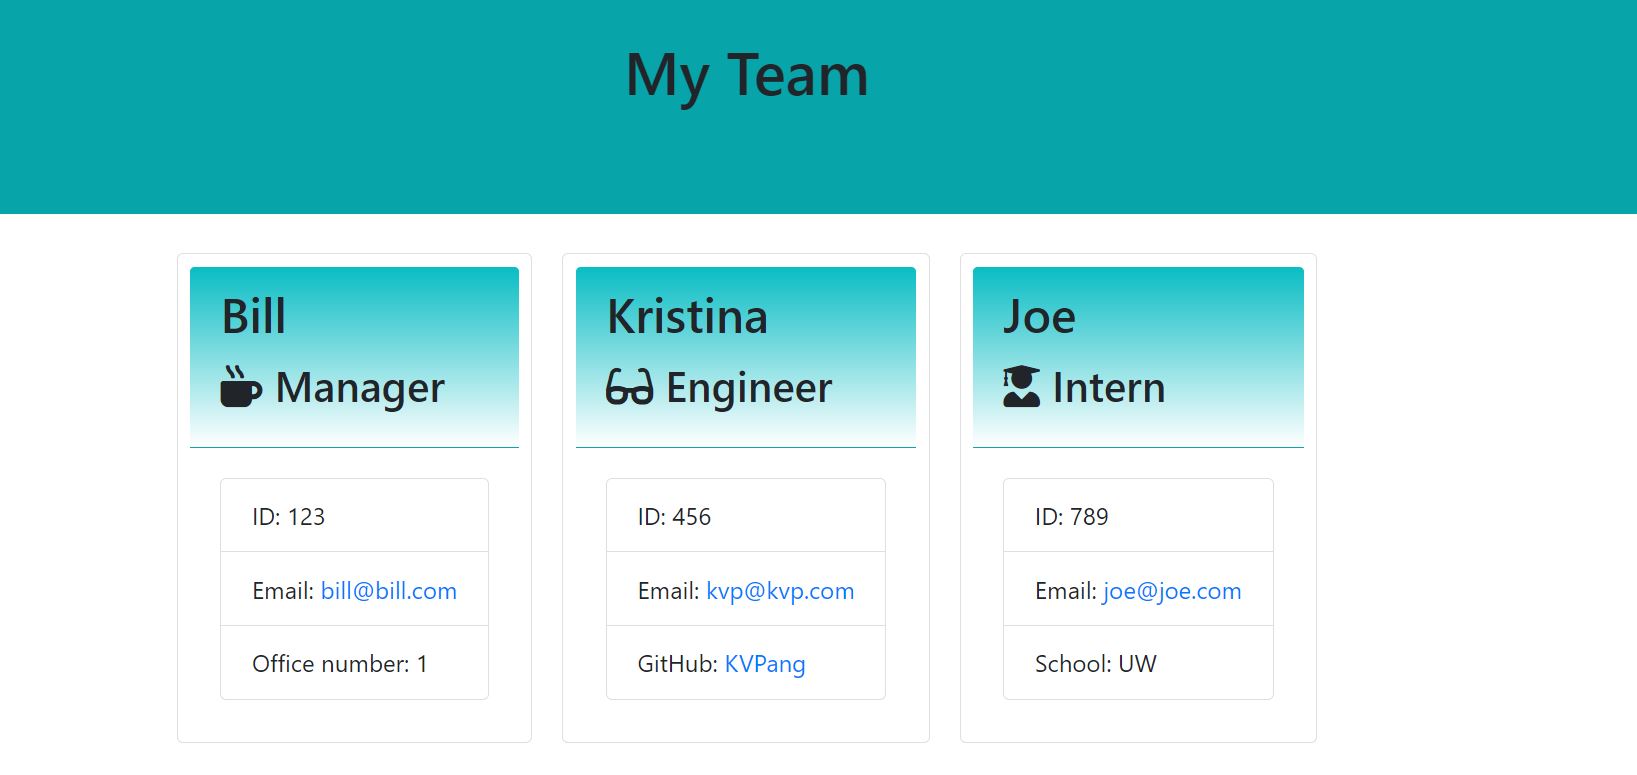 My Team
Bill
Manager
ID: 123
Email: bill@bill.com
Office number: 1
Kristina
Engineer
ID: 456
Email: kvp@kvp.com
GitHub: KVPang
Joe
Intern
ID: 789
Email: joe@joe.com
School: UW